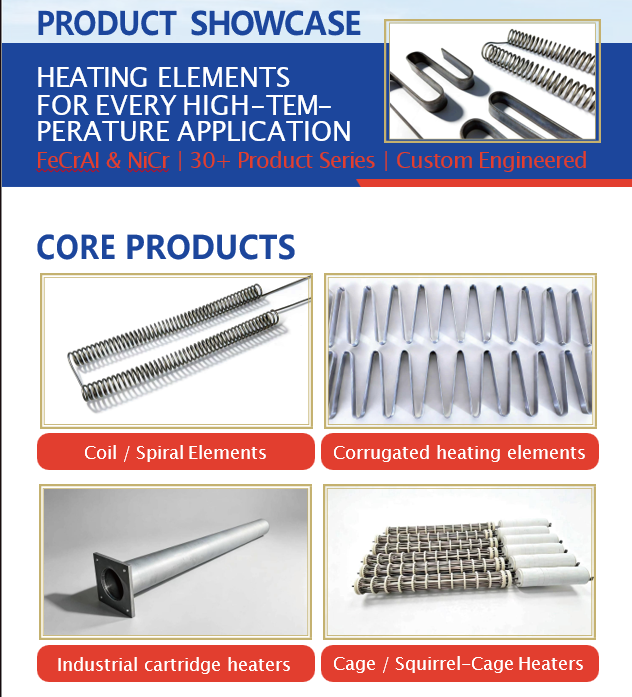 PRODUCT SHOWCASE
HEATING ELEMENTS
FOR EVERY HIGH-TEM-
PERATURE APPLICATION
FeCrAl & NiCr | 30+ Product Series | Custom Engineered
CORE PRODUCTS
Coil / Spiral Elements
Corrugated heating elements
Industrial cartridge heaters
Cage / Squirrel-Cage Heaters